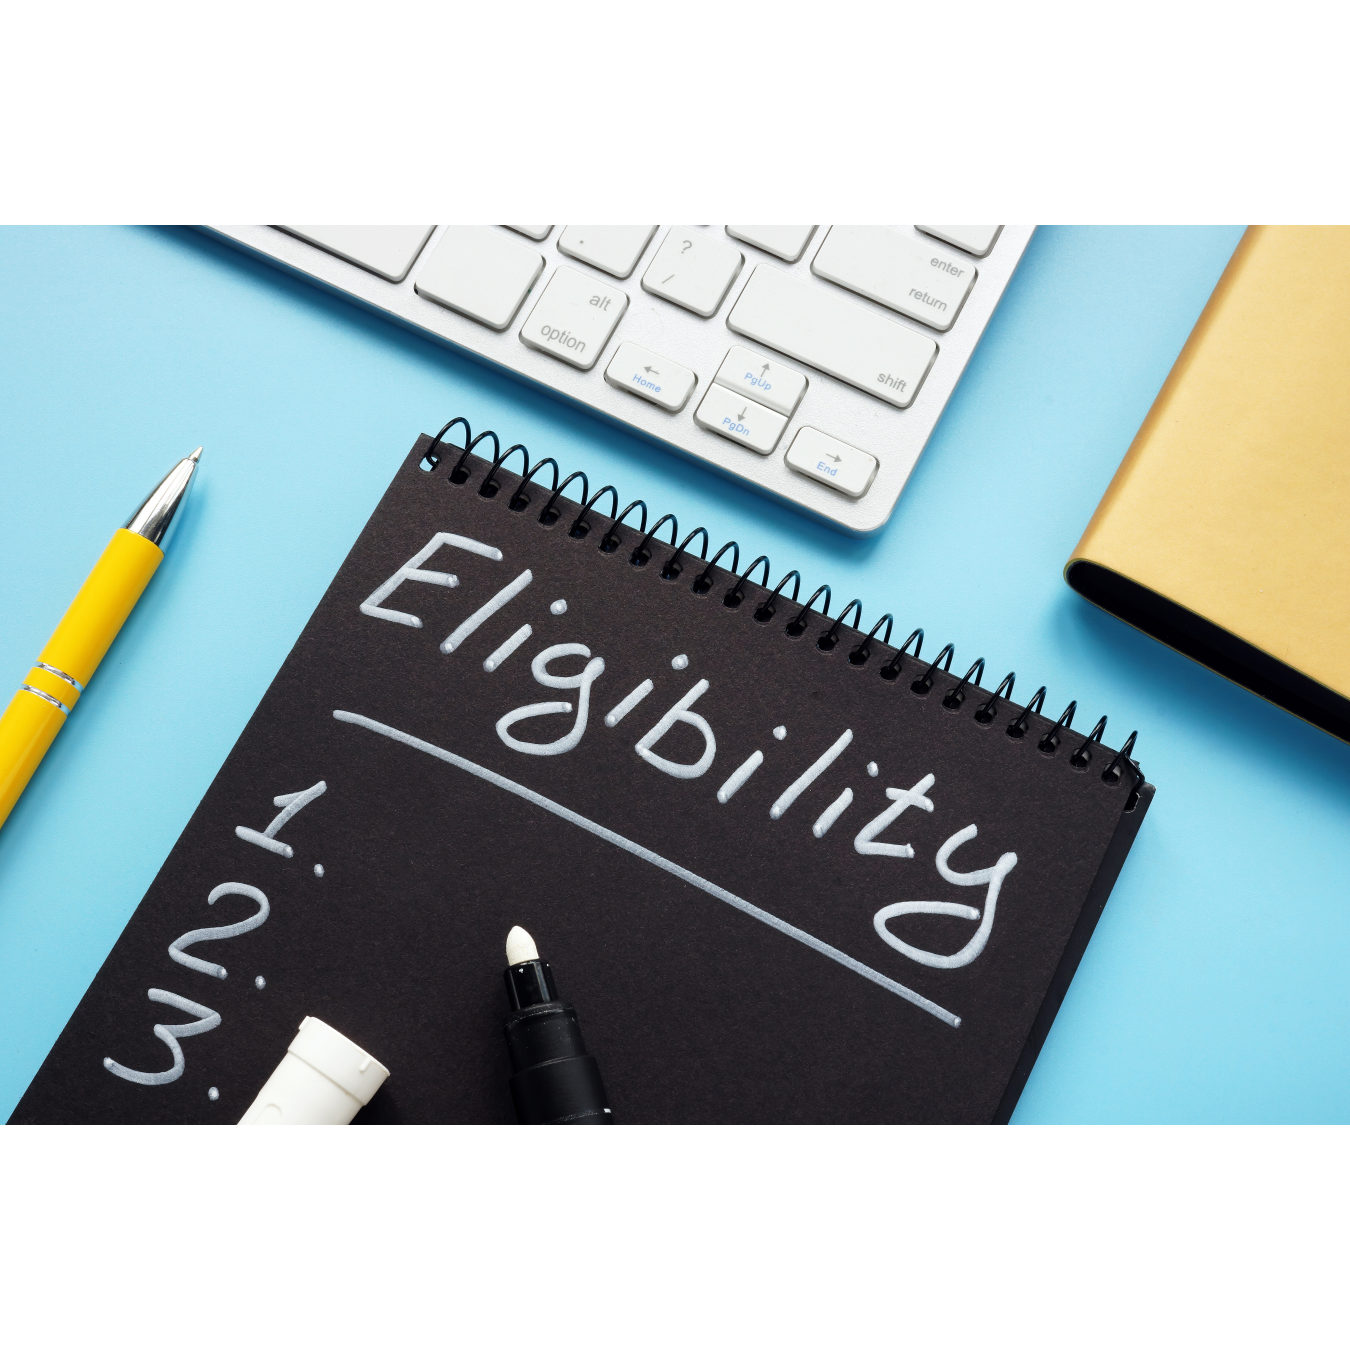 ?
/
enter
return
alt
option
shift
←
Home
↑
PgUp
↓
PgDn
→
End
Eligibility
1.
2.
3.